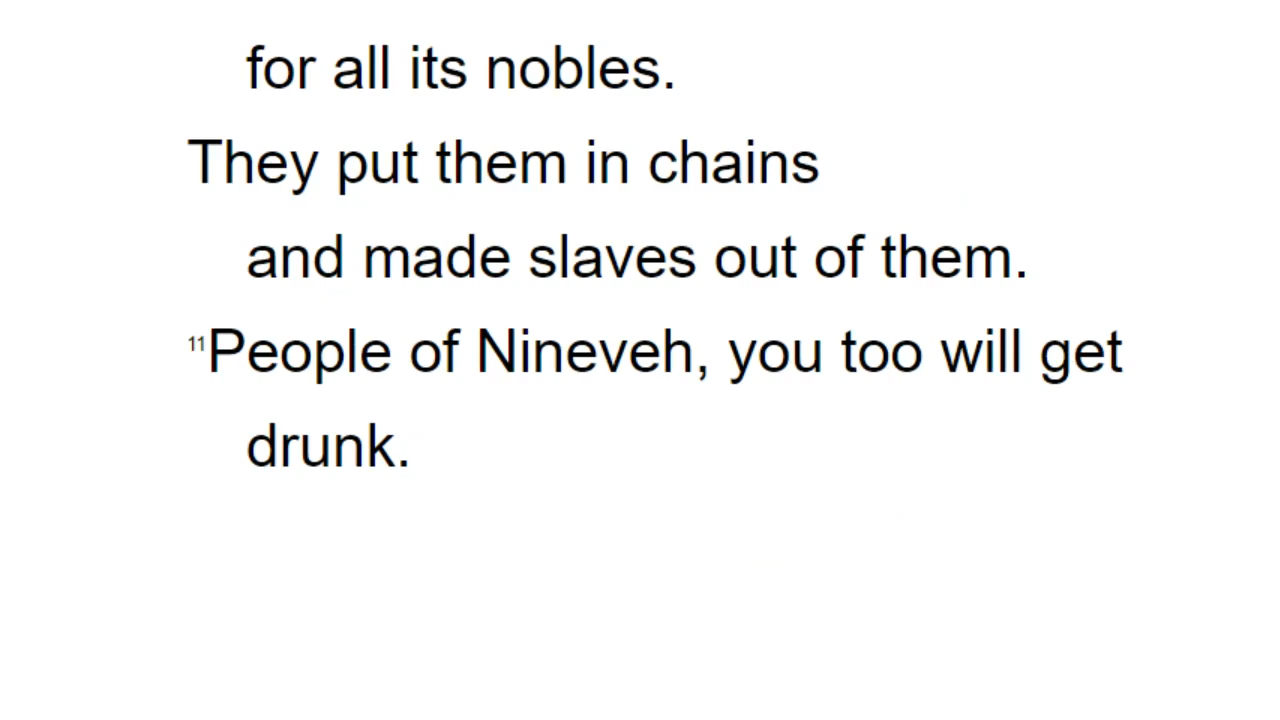 for all its nobles.
They put them in chains
and made slaves out of them.
11People of Nineveh, you too will get
drunk.